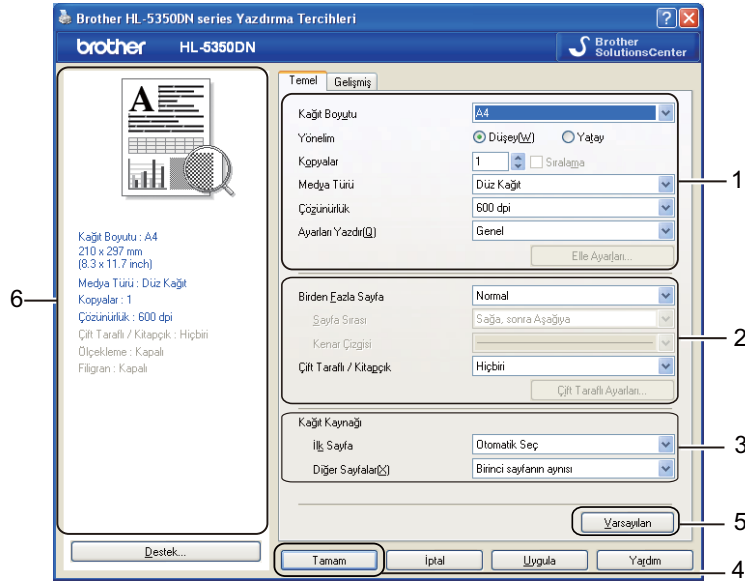 Brother HL-5350DN series Yazdırma Tercihleri
brother HL-5350DN
Brother
SolutionsCenter
Temel Gelişmiş
Kağıt Boyutu A4
Yönelim Düşey(W) Yatay
Kopyalar 1 Sıralama
Medya Türü Düz Kağıt
Çözünürlük 600 dpi
Ayarları Yazdır(Q) Genel
Elle Ayarları...
1
Birden Fazla Sayfa Normal
Sayfa Sırası Sağa, sonra Aşağıya
Kenar Çizgisi
Çift Taraflı / Kitapçık Hiçbiri
Çift Taraflı Ayarları...
2
Kağıt Kaynağı
İlk Sayfa Otomatik Seç
Diğer Sayfalar(X) Birinci sayfanın aynısı
3
Varsayılan
5
A
Kağıt Boyutu : A4
210 x 297 mm
(8.3 x 11.7 inch)
Medya Türü : Düz Kağıt
Kopyalar : 1
Çözünürlük : 600 dpi
Çift Taraflı / Kitapçık : Hiçbiri
Ölçekleme : Kapalı
Filigran : Kapalı
6
Destek...
Tamam İptal Uygula Yardım
4